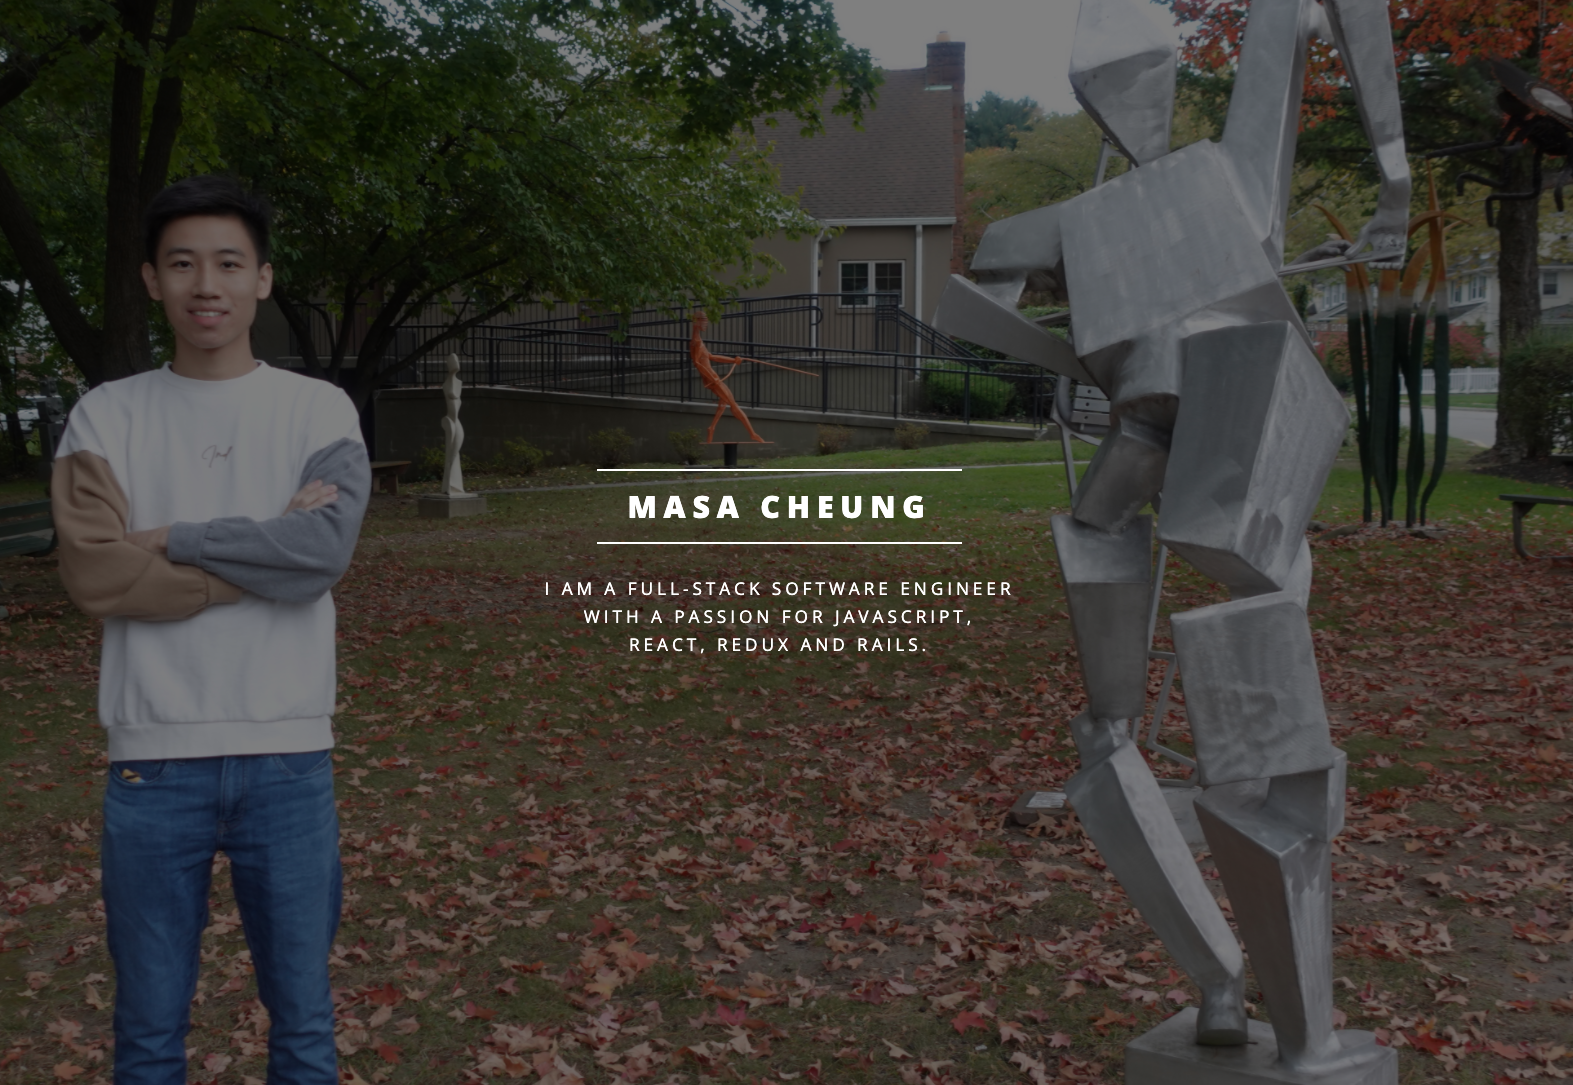 MASA CHEUNG
I AM A FULL-STACK SOFTWARE ENGINEER
WITH A PASSION FOR JAVASCRIPT,
REACT, REDUX AND RAILS.